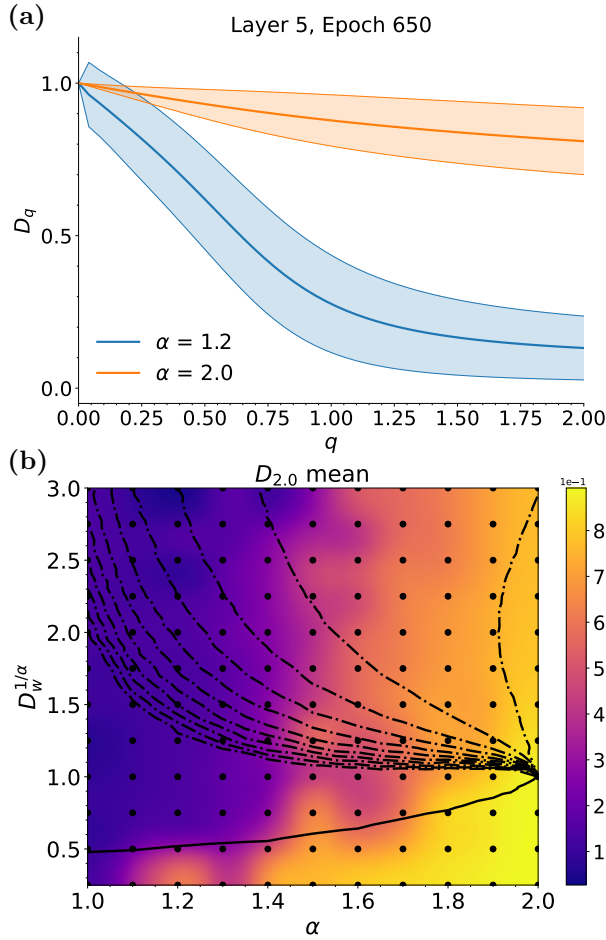 (a)
Layer 5, Epoch 650
1.0
0.5
0.0
D_q
α = 1.2
α = 2.0
0.00 0.25 0.50 0.75 1.00 1.25 1.50 1.75 2.00
q
(b)
D_{2.0} mean
1e−1
3.0
2.5
2.0
1.5
1.0
0.5
D_w^{1/α}
8
7
6
5
4
3
2
1
1.0 1.2 1.4 1.6 1.8 2.0
α